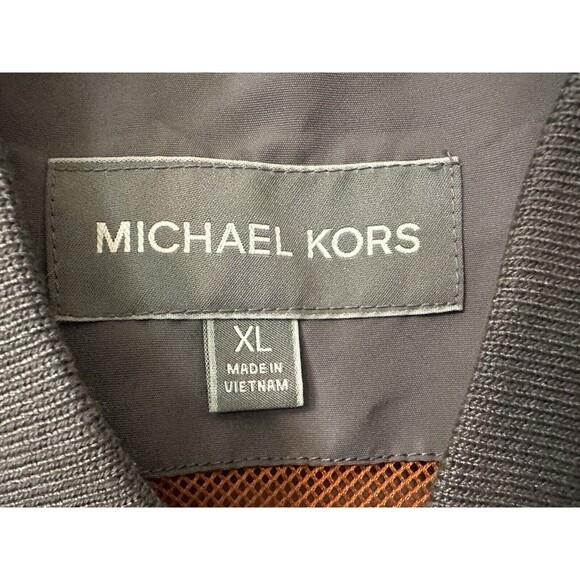 MICHAEL KORS
XL
MADE IN
VIETNAM